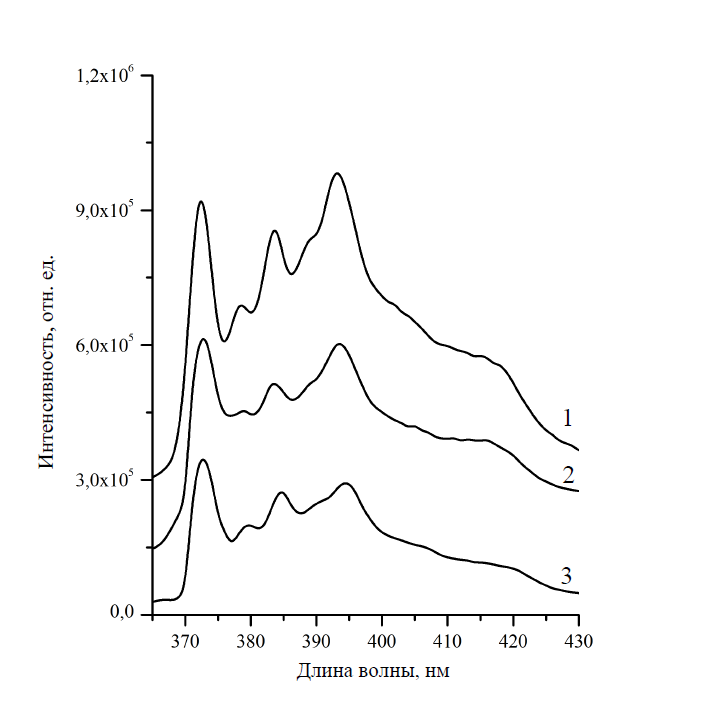 1,2x10⁶
9,0x10⁵
6,0x10⁵
3,0x10⁵
0,0
Интенсивность, отн. ед.
1
2
3
370 380 390 400 410 420 430
Длина волны, нм